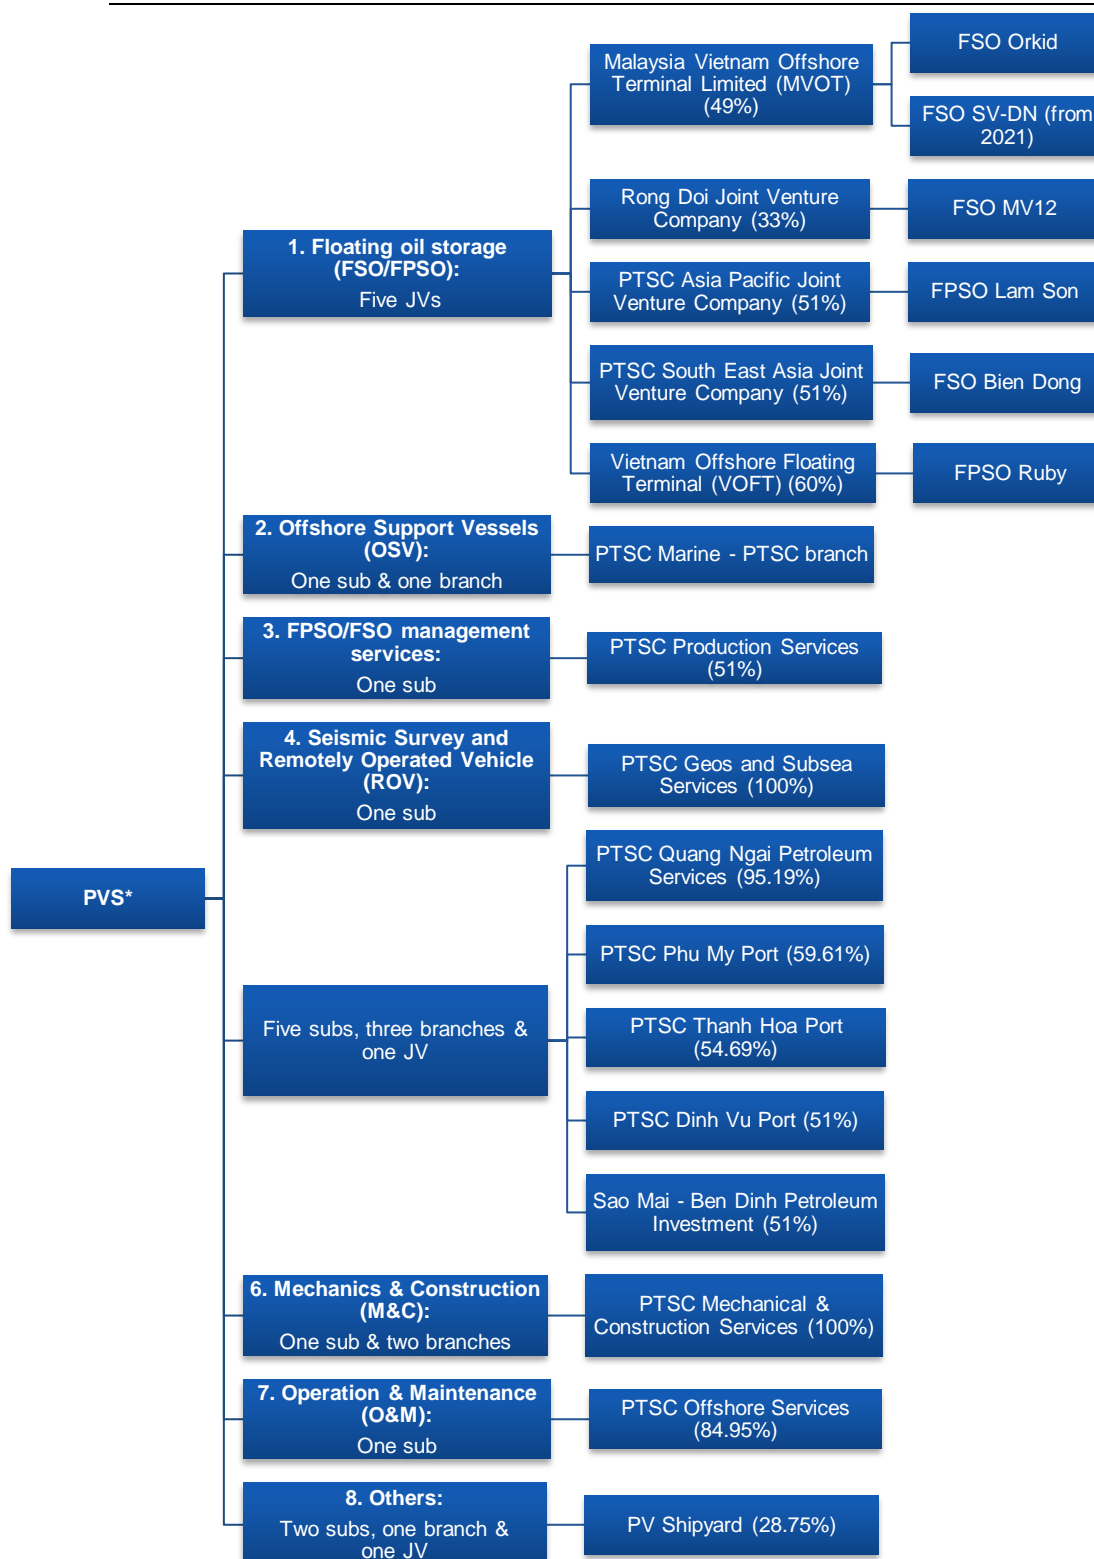 PVS*
1. Floating oil storage
(FSO/FPSO):
Five JVs
Malaysia Vietnam Offshore
Terminal Limited (MVOT)
(49%)
FSO Orkid
FSO SV-DN (from
2021)
Rong Doi Joint Venture
Company (33%)
FSO MV12
PTSC Asia Pacific Joint
Venture Company (51%)
FPSO Lam Son
PTSC South East Asia Joint
Venture Company (51%)
FSO Bien Dong
Vietnam Offshore Floating
Terminal (VOFT) (60%)
FPSO Ruby
2. Offshore Support Vessels
(OSV):
One sub & one branch
PTSC Marine - PTSC branch
3. FPSO/FSO management
services:
One sub
PTSC Production Services
(51%)
4. Seismic Survey and
Remotely Operated Vehicle
(ROV):
One sub
PTSC Geos and Subsea
Services (100%)
Five subs, three branches &
one JV
PTSC Quang Ngai Petroleum
Services (95.19%)
PTSC Phu My Port (59.61%)
PTSC Thanh Hoa Port
(54.69%)
PTSC Dinh Vu Port (51%)
Sao Mai - Ben Dinh Petroleum
Investment (51%)
6. Mechanics & Construction
(M&C):
One sub & two branches
PTSC Mechanical &
Construction Services (100%)
7. Operation & Maintenance
(O&M):
One sub
PTSC Offshore Services
(84.95%)
8. Others:
Two subs, one branch &
one JV
PV Shipyard (28.75%)